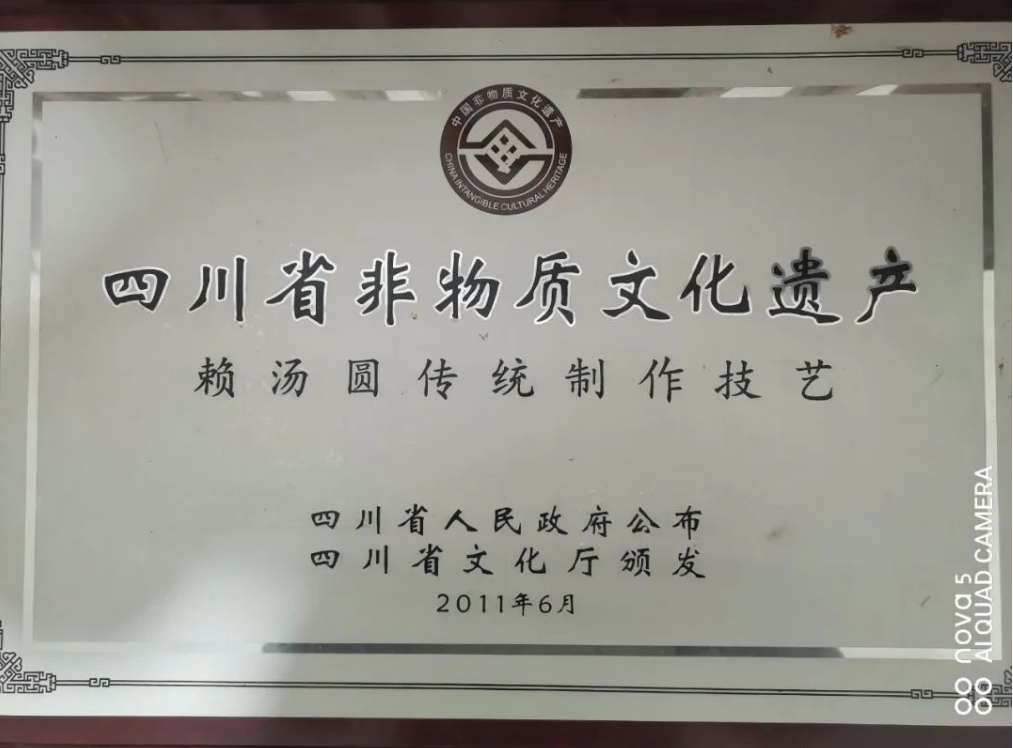 中国非物质文化遗产
CHINA INTANGIBLE CULTURAL HERITAGE
四川省非物质文化遗产
赖汤圆传统制作技艺
四川省人民政府公布
四川省文化厅颁发
2011年6月
nova 5
AI QUAD CAMERA